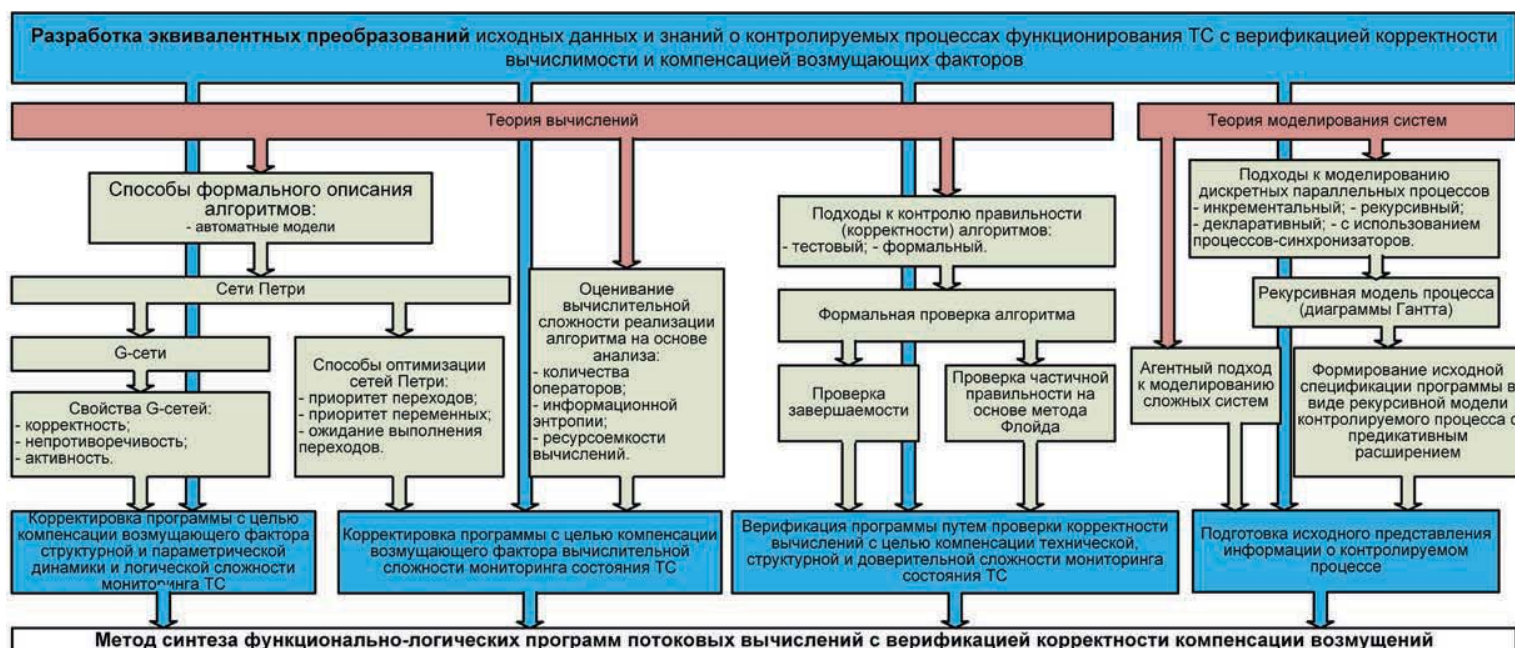 Разработка эквивалентных преобразований исходных данных и знаний о контролируемых процессах функционирования ТС с верификацией корректности
вычислимости и компенсацией возмущающих факторов
Теория вычислений
Теория моделирования систем
Способы формального описания
алгоритмов:
- автоматные модели
Сети Петри
G-сети
Свойства G-сетей:
- корректность;
- непротиворечивость;
- активность.
Способы оптимизации
сетей Петри:
- приоритет переходов;
- приоритет переменных;
- ожидание выполнения
переходов.
Оценивание
вычислительной
сложности реализации
алгоритма на основе
анализа:
- количества
операторов;
- информационной
энтропии;
- ресурсоемкости
вычислений.
Подходы к контролю правильности
(корректности) алгоритмов:
- тестовый; - формальный.
Формальная проверка алгоритма
Проверка
завершаемости
Проверка частичной
правильности на
основе метода
Флойда
Подходы к моделированию
дискретных параллельных процессов
- инкрементальный; - рекурсивный;
- декларативный; - с использованием
процессов-синхронизаторов.
Рекурсивная модель процесса
(диаграммы Гантта)
Агентный подход
к моделированию
сложных систем
Формирование исходной
спецификации программы в
виде рекурсивной модели
контролируемого процесса с
предикативным
расширением
Корректировка программы с целью
компенсации возмущающего фактора
структурной и параметрической
динамики и логической сложности
мониторинга ТС
Корректировка программы с целью компенсации
возмущающего фактора вычислительной
сложности мониторинга состояния ТС
Верификация программы путем проверки корректности
вычислений с целью компенсации технической,
структурной и доверительной сложности мониторинга
состояния ТС
Подготовка исходного представления
информации о контролируемом
процессе
Метод синтеза функционально-логических программ потоковых вычислений с верификацией корректности компенсации возмущений